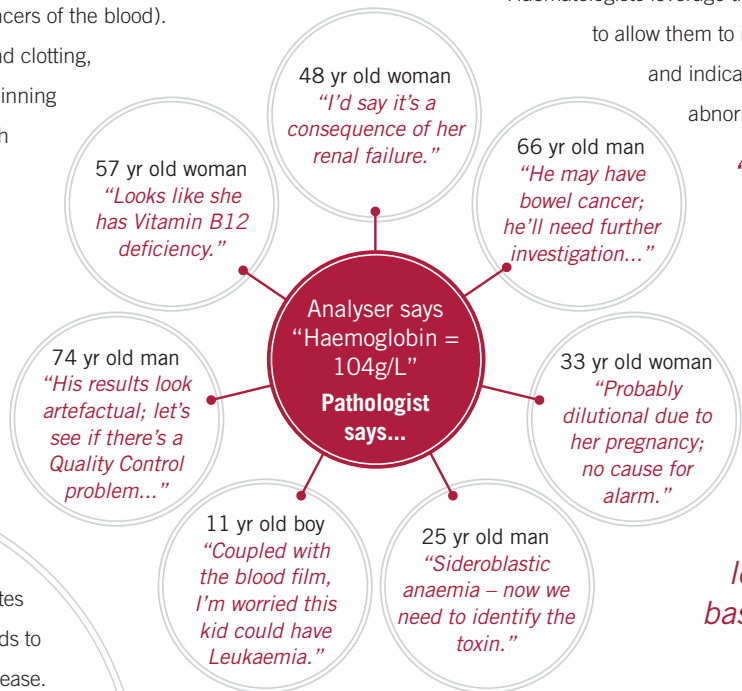 ncers of the blood).
nd clotting,
inning
h
to allow them to
and indica
abnorm
48 yr old woman
“I’d say it’s a
consequence of her
renal failure.”
57 yr old woman
“Looks like she
has Vitamin B12
deficiency.”
66 yr old man
“He may have
bowel cancer;
he’ll need further
investigation...”
Analyser says
“Haemoglobin =
104g/L”
Pathologist
says...
74 yr old man
“His results look
artefactual; let’s
see if there’s a
Quality Control
problem...”
33 yr old woman
“Probably
dilutional due to
her pregnancy;
no cause for
alarm.”
11 yr old boy
“Coupled with
the blood film,
I’m worried this
kid could have
Leukaemia.”
25 yr old man
“Sideroblastic
anaemia – now we
need to identify the
toxin.”
tes
ds to
ease.
bas